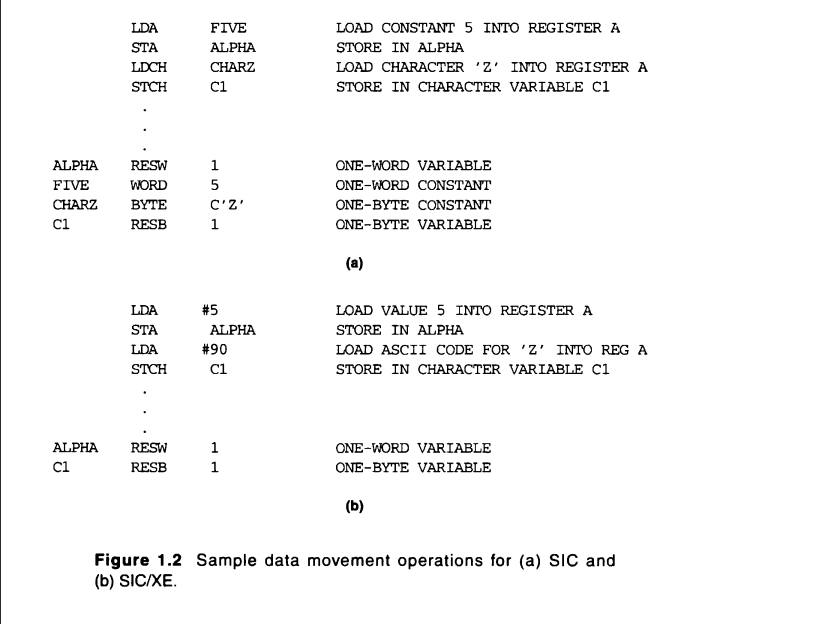 LDA FIVE LOAD CONSTANT 5 INTO REGISTER A
STA ALPHA STORE IN ALPHA
LDCH CHARZ LOAD CHARACTER 'Z' INTO REGISTER A
STCH C1 STORE IN CHARACTER VARIABLE C1
.
.
.
ALPHA RESW 1 ONE-WORD VARIABLE
FIVE WORD 5 ONE-WORD CONSTANT
CHARZ BYTE C'Z' ONE-BYTE CONSTANT
C1 RESB 1 ONE-BYTE VARIABLE
(a)
LDA #5 LOAD VALUE 5 INTO REGISTER A
STA ALPHA STORE IN ALPHA
LDA #90 LOAD ASCII CODE FOR 'Z' INTO REG A
STCH C1 STORE IN CHARACTER VARIABLE C1
.
.
.
ALPHA RESW 1 ONE-WORD VARIABLE
C1 RESB 1 ONE-BYTE VARIABLE
(b)
Figure 1.2 Sample data movement operations for (a) SIC and
(b) SIC/XE.